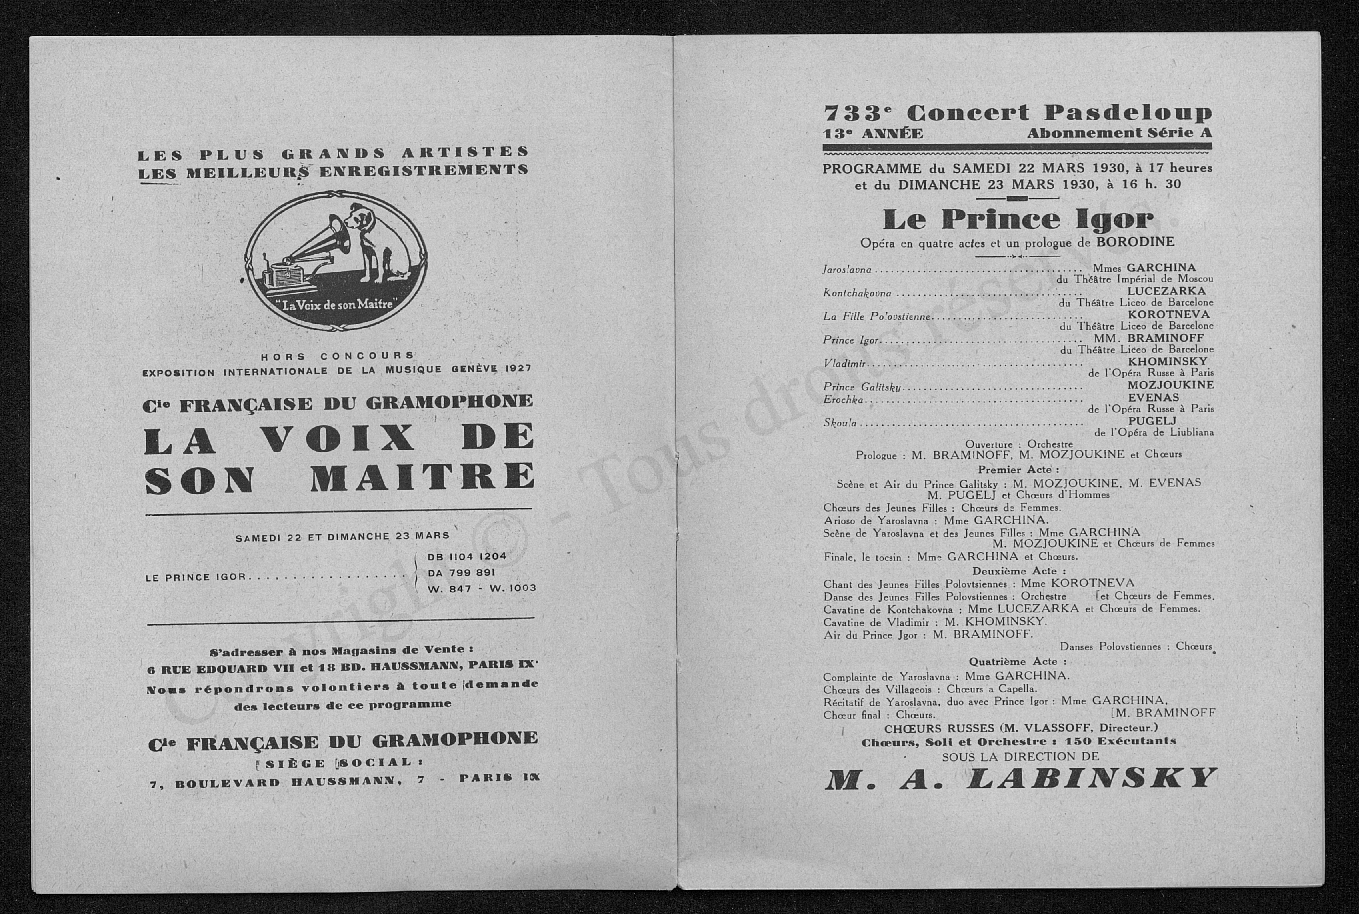 LES PLUS GRANDS ARTISTES
LES MEILLEURS ENREGISTREMENTS
"La Voix de son Maître"
HORS CONCOURS
EXPOSITION INTERNATIONALE DE LA MUSIQUE GENÈVE 1927
Cie FRANÇAISE DU GRAMOPHONE
LA VOIX DE
SON MAITRE
SAMEDI 22 ET DIMANCHE 23 MARS
DB 1104 1204
LE PRINCE IGOR.................. DA 799 891
W. 847 - W. 1003
S'adresser à nos Magasins de Vente :
6 RUE EDOUARD VII et 18 BD. HAUSSMANN, PARIS IX
Nous répondrons volontiers à toute demande
des lecteurs de ce programme
Cie FRANÇAISE DU GRAMOPHONE
SIÈGE SOCIAL :
7, BOULEVARD HAUSSMANN, 7 - PARIS IX
733e Concert Pasdeloup
13e ANNÉE Abonnement Série A
PROGRAMME du SAMEDI 22 MARS 1930, à 17 heures
et du DIMANCHE 23 MARS 1930, à 16 h. 30
Le Prince Igor
Opéra en quatre actes et un prologue de BORODINE
Jaroslavna ........ Mmes GARCHINA
du Théâtre Impérial de Moscou
Kontchakovna ........ LUCEZARKA
du Théâtre Liceo de Barcelone
La Fille Po'ovstienne........ KOROTNEVA
du Théâtre Liceo de Barcelone
Prince Igor........ MM. BRAMINOFF
du Théâtre Liceo de Barcelone
Vladimir ........ KHOMINSKY
de l'Opéra Russe à Paris
Prince Galitsky ........ MOZJOUKINE
Erochka ........ EVENAS
de l'Opéra Russe à Paris
Skoula ........ PUGELJ
de l'Opéra de Liubliana
Ouverture : Orchestre
Prologue : M. BRAMINOFF, M. MOZJOUKINE et Chœurs
Premier Acte :
Scène et Air du Prince Galitsky : M. MOZJOUKINE, M. EVENAS
M. PUGELJ et Chœurs d'Hommes
Chœurs des Jeunes Filles : Chœurs de Femmes.
Arioso de Yaroslavna : Mme GARCHINA.
Scène de Yaroslavna et des Jeunes Filles : Mme GARCHINA
M. MOZJOUKINE et Chœurs de Femmes
Finale, le tocsin : Mme GARCHINA et Chœurs.
Deuxième Acte :
Chant des Jeunes Filles Polovtsiennes : Mme KOROTNEVA
Danse des Jeunes Filles Polovstiennes : Orchestre [et Chœurs de Femmes.
Cavatine de Kontchakovna : Mme LUCEZARKA et Chœurs de Femmes.
Cavatine de Vladimir : M. KHOMINSKY.
Air du Prince Igor : M. BRAMINOFF.
Danses Polovstiennes : Chœurs.
Quatrième Acte :
Complainte de Yaroslavna : Mme GARCHINA.
Chœurs des Villageois : Chœurs a Capella.
Récitatif de Yaroslavna, duo avec Prince Igor : Mme GARCHINA,
Chœur final : Chœurs. [M. BRAMINOFF
CHŒURS RUSSES (M. VLASSOFF, Directeur.)
Chœurs, Soli et Orchestre : 150 Exécutants
SOUS LA DIRECTION DE
M. A. LABINSKY
Copyright © - Tous droits réservés.